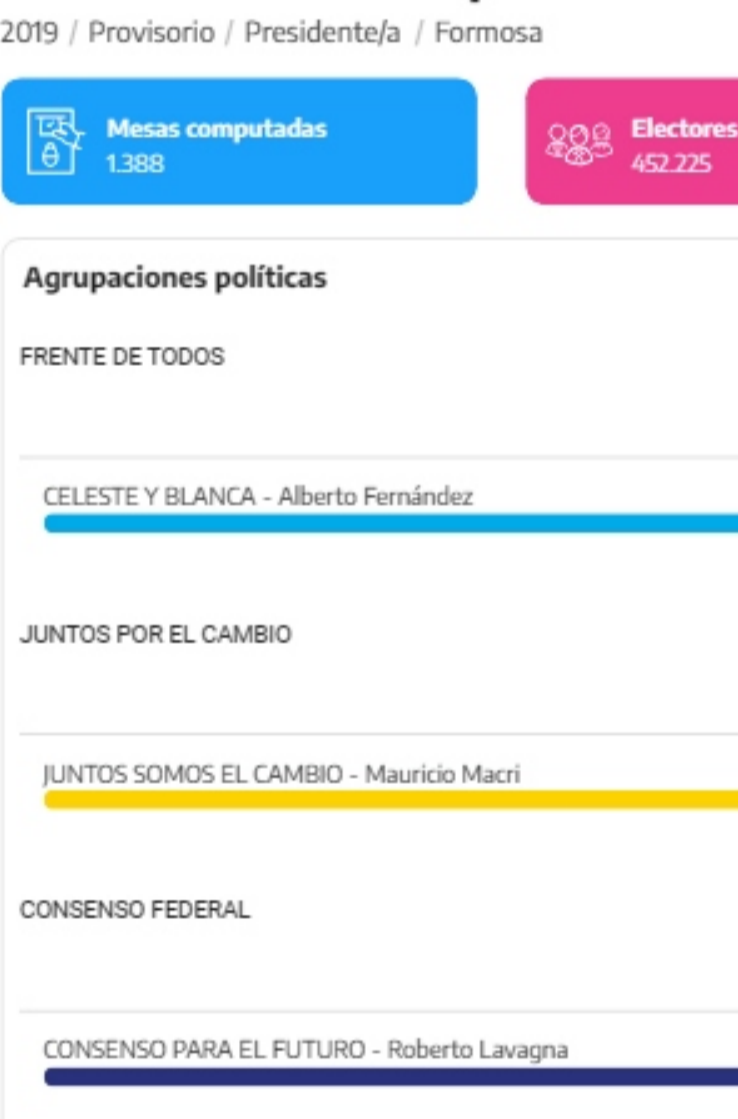 2019 / Provisorio / Presidente/a / Formosa
Mesas computadas
1.388
Electores
452.225
Agrupaciones políticas
FRENTE DE TODOS
CELESTE Y BLANCA - Alberto Fernández
JUNTOS POR EL CAMBIO
JUNTOS SOMOS EL CAMBIO - Mauricio Macri
CONSENSO FEDERAL
CONSENSO PARA EL FUTURO - Roberto Lavagna